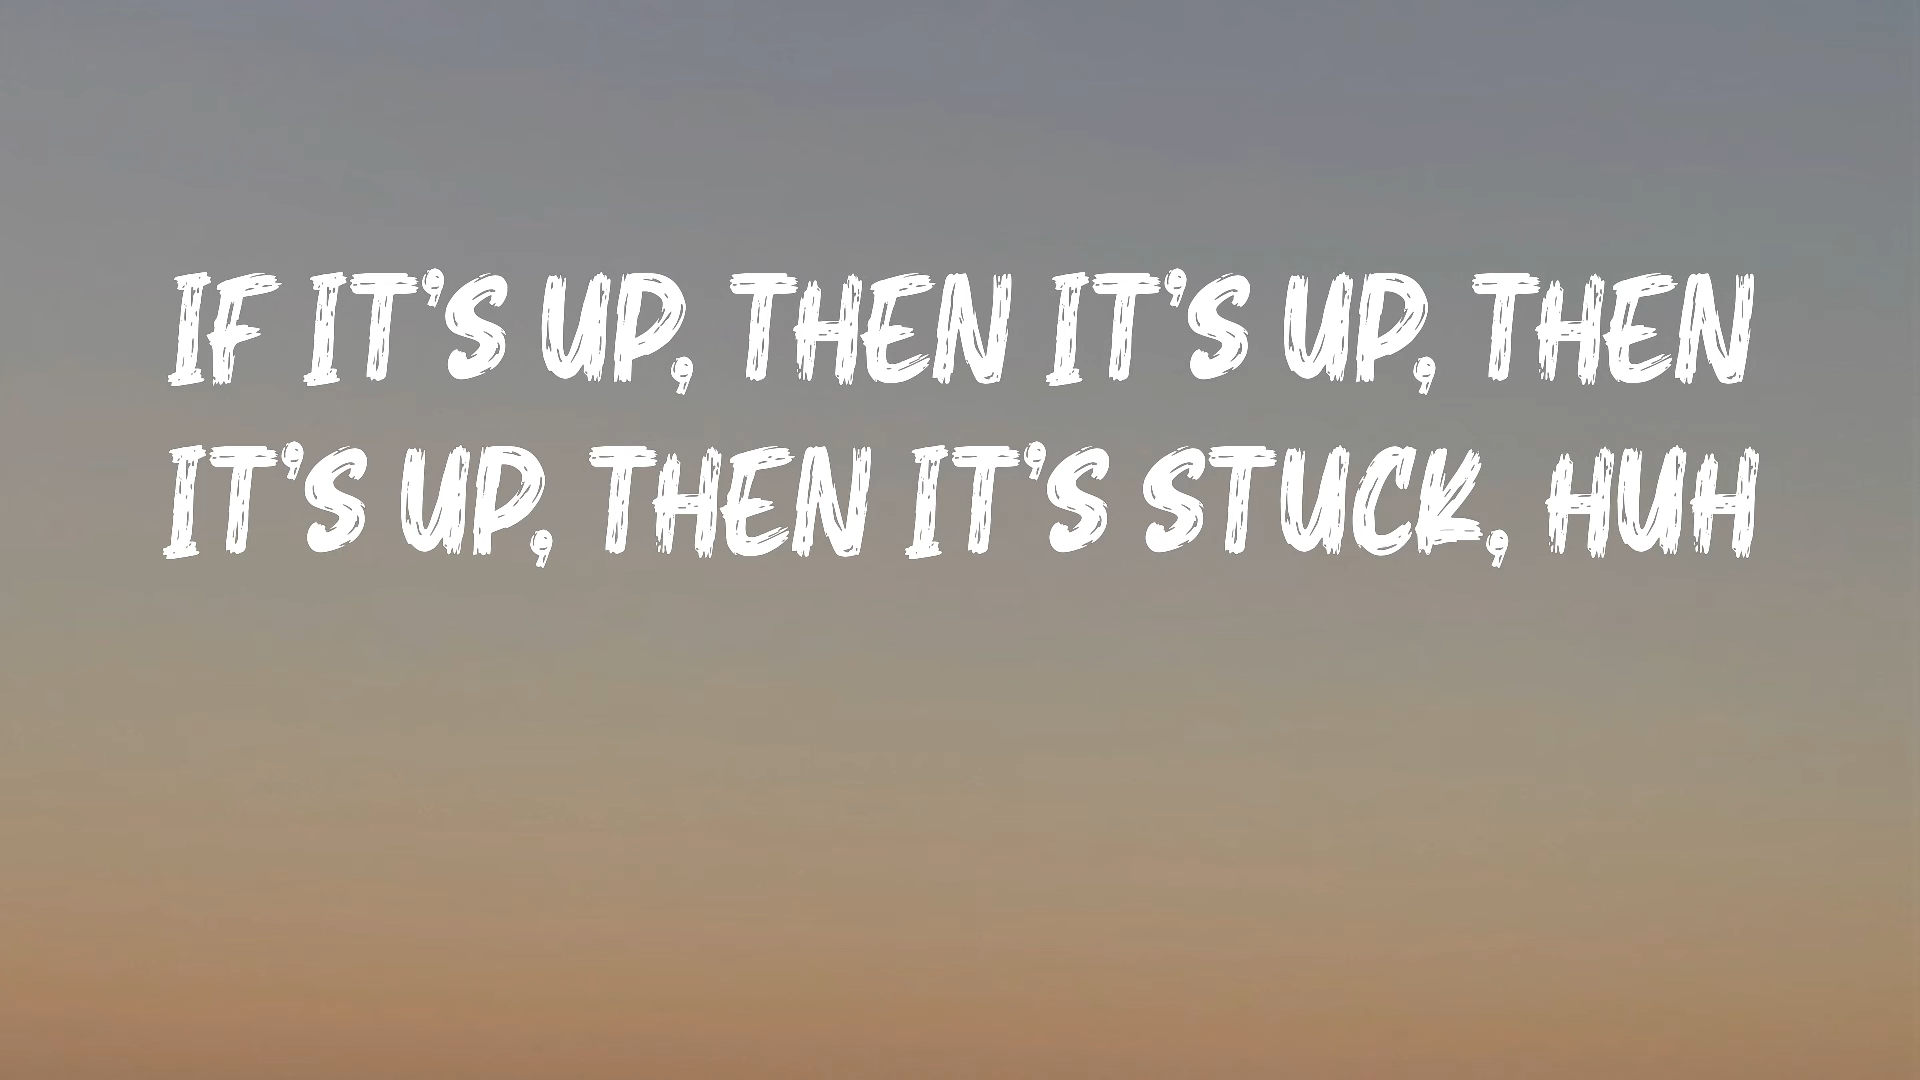 IF IT'S UP, THEN IT'S UP, THEN
IT'S UP, THEN IT'S STUCK, HUH